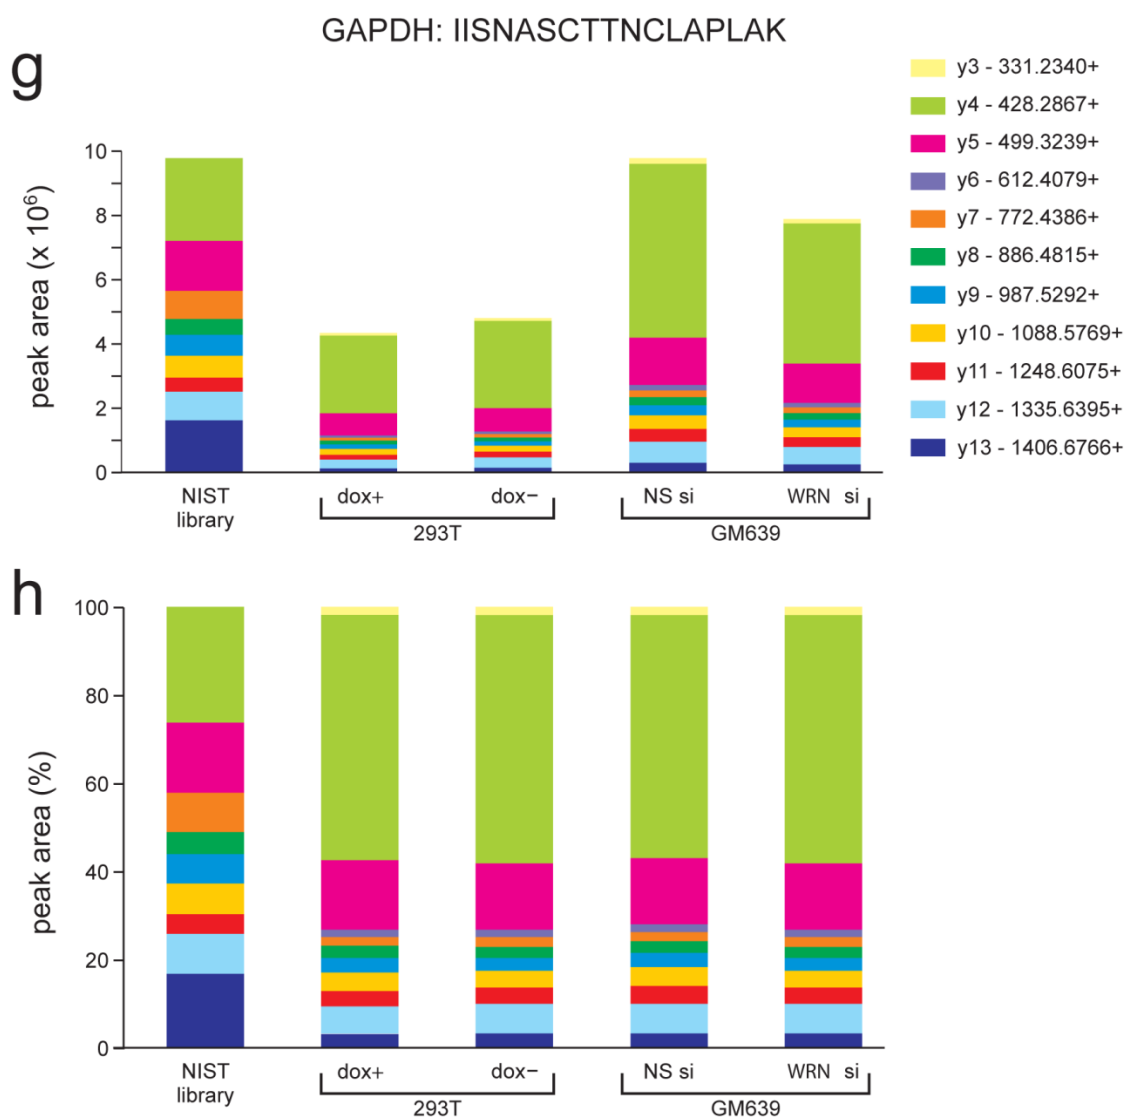 GAPDH: IISNASCTTNCLAPLAK
g
y3 - 331.2340+
y4 - 428.2867+
y5 - 499.3239+
y6 - 612.4079+
y7 - 772.4386+
y8 - 886.4815+
y9 - 987.5292+
y10 - 1088.5769+
y11 - 1248.6075+
y12 - 1335.6395+
y13 - 1406.6766+
peak area (x 10⁶)
10
8
6
4
2
0
NIST library
dox+
dox−
NS si
WRN si
293T
GM639
h
peak area (%)
100
80
60
40
20
0
NIST library
dox+
dox−
NS si
WRN si
293T
GM639